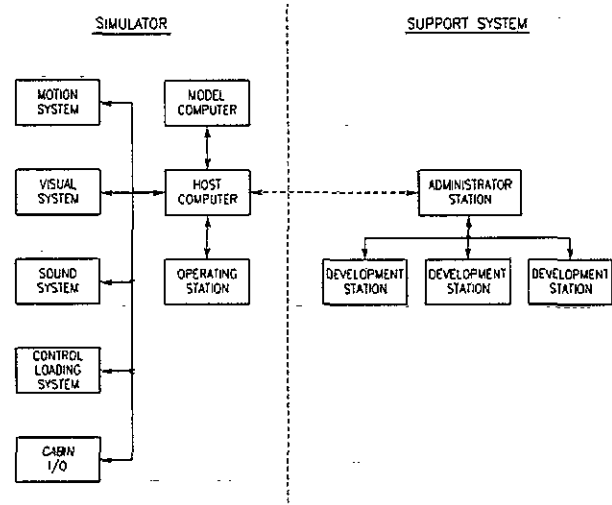 SIMULATOR
SUPPORT SYSTEM
MOTION
SYSTEM
MODEL
COMPUTER
VISUAL
SYSTEM
HOST
COMPUTER
ADMINISTRATOR
STATION
SOUND
SYSTEM
OPERATING
STATION
DEVELOPMENT
STATION
DEVELOPMENT
STATION
DEVELOPMENT
STATION
CONTROL
LOADING
SYSTEM
CABIN
I/O